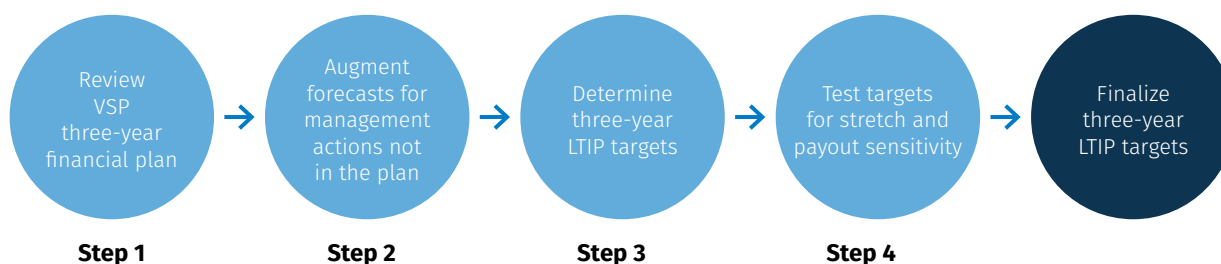 Review
VSP
three-year
financial plan
Augment
forecasts for
management
actions not
in the plan
Determine
three-year
LTIP targets
Test targets
for stretch and
payout sensitivity
Finalize
three-year
LTIP targets
Step 1
Step 2
Step 3
Step 4